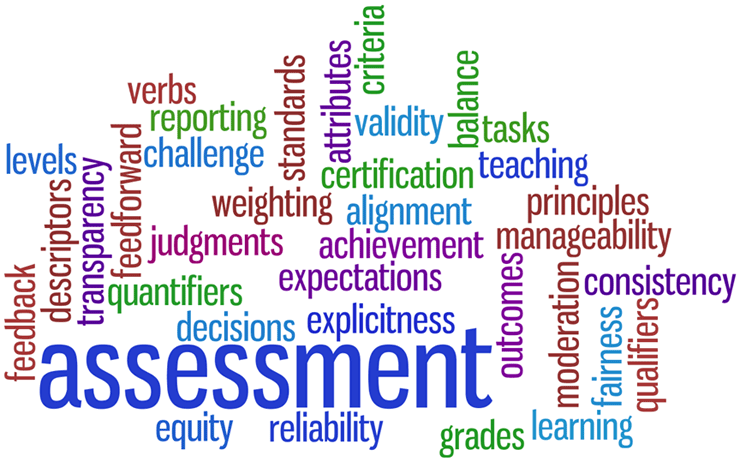 criteria
verbs
reporting
standards
attributes
validity
balance
tasks
levels
challenge
feedforward
transparency
descriptors
certification
teaching
weighting
alignment
principles
judgments
achievement
manageability
feedback
quantifiers
expectations
outcomes
moderation
consistency
decisions
explicitness
fairness
qualifiers
assessment
equity
reliability
grades
learning